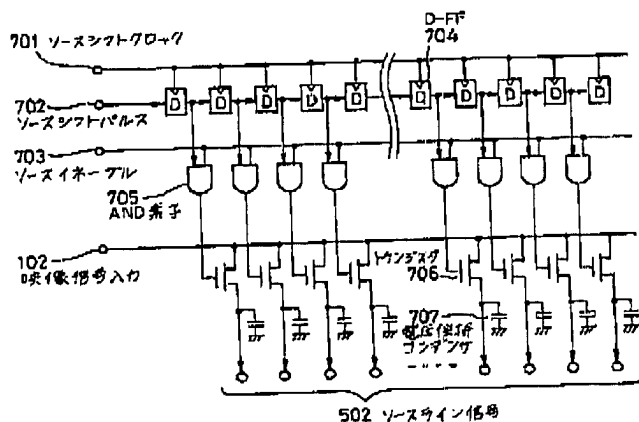 D-FF
704
701 ソースシフトクロック
D D D D D D D D D D
702
ソースシフトパルス
703
ソースイネーブル
705
AND素子
102
映像信号入力
トランジスタ
706
707
電圧保持
コンデンサ
502 ソースライン信号